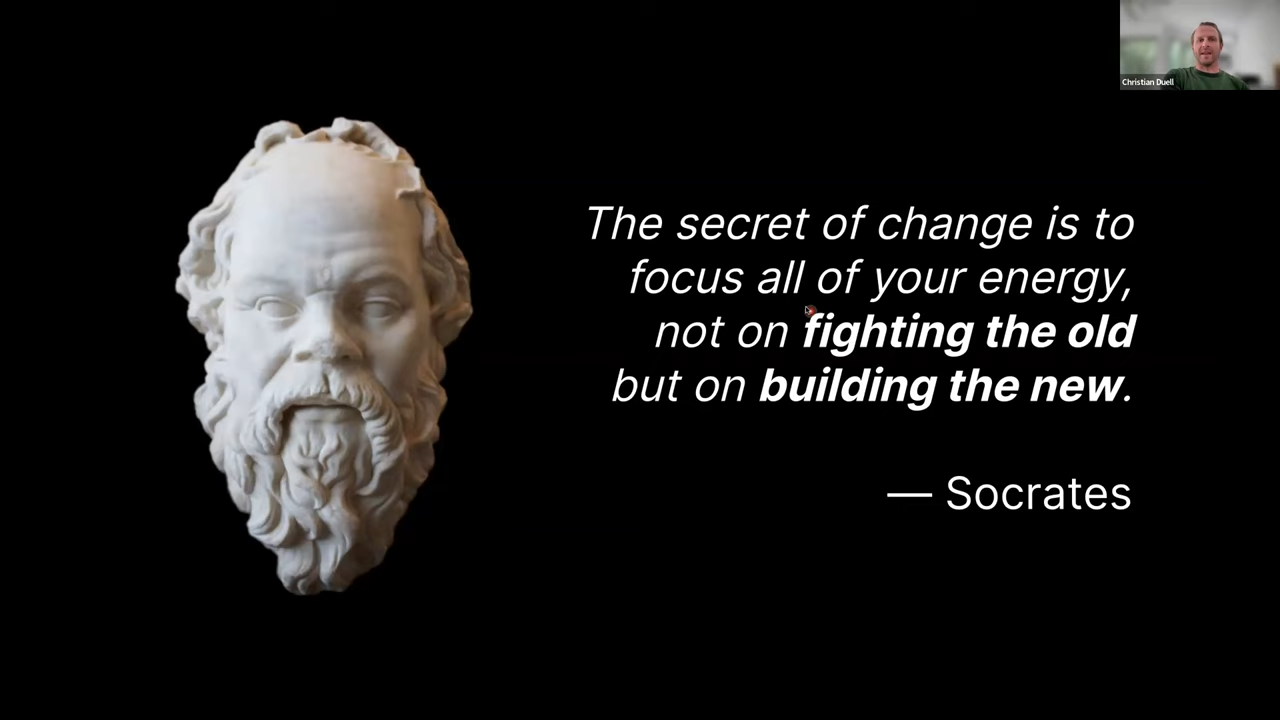 Christian Duell
The secret of change is to
focus all of your energy,
not on fighting the old
but on building the new.
— Socrates